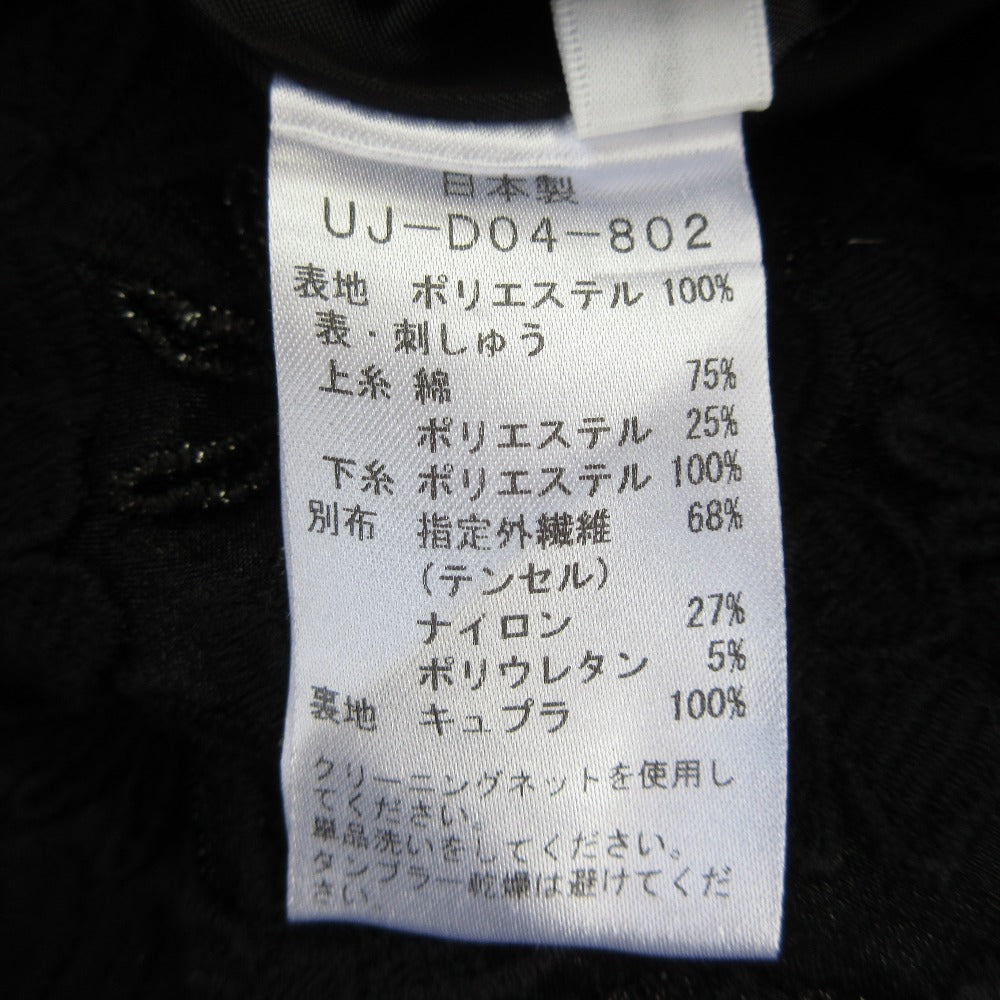 日本製
UJ-D04-802
表地 ポリエステル 100%
表・刺しゅう
上糸 綿 75%
ポリエステル 25%
下糸 ポリエステル 100%
別布 指定外繊維 68%
(テンセル)
ナイロン 27%
ポリウレタン 5%
裏地 キュプラ 100%
クリーニングネットを使用し
てください。
単品洗いをしてください。
タンブラー乾燥は避けてくだ
さい。